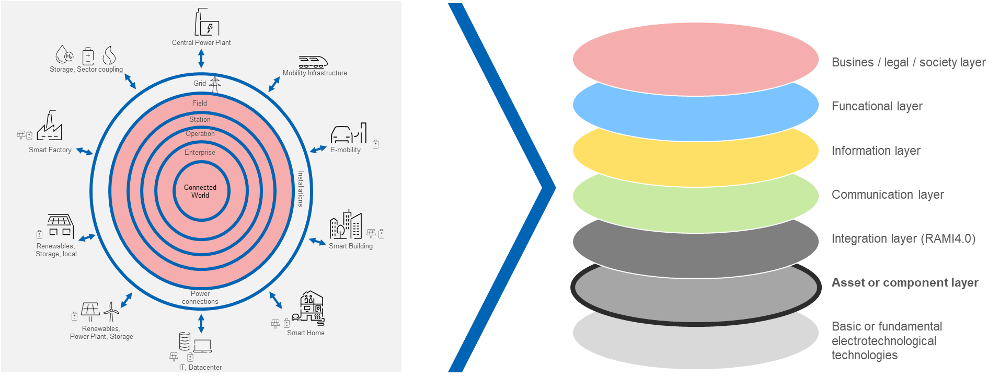 Central Power Plant
Storage, Sector coupling
H2
Mobility Infrastructure
Grid
Field
Station
Operation
Enterprise
Connected
World
Installations
Power
connections
Smart Factory
E-mobility
Renewables,
Storage, local
Smart Building
Renewables,
Power Plant, Storage
Smart Home
IT, Datacenter
Busines / legal / society layer
Funcational layer
Information layer
Communication layer
Integration layer (RAMI4.0)
Asset or component layer
Basic or fundamental
electrotechnological
technologies